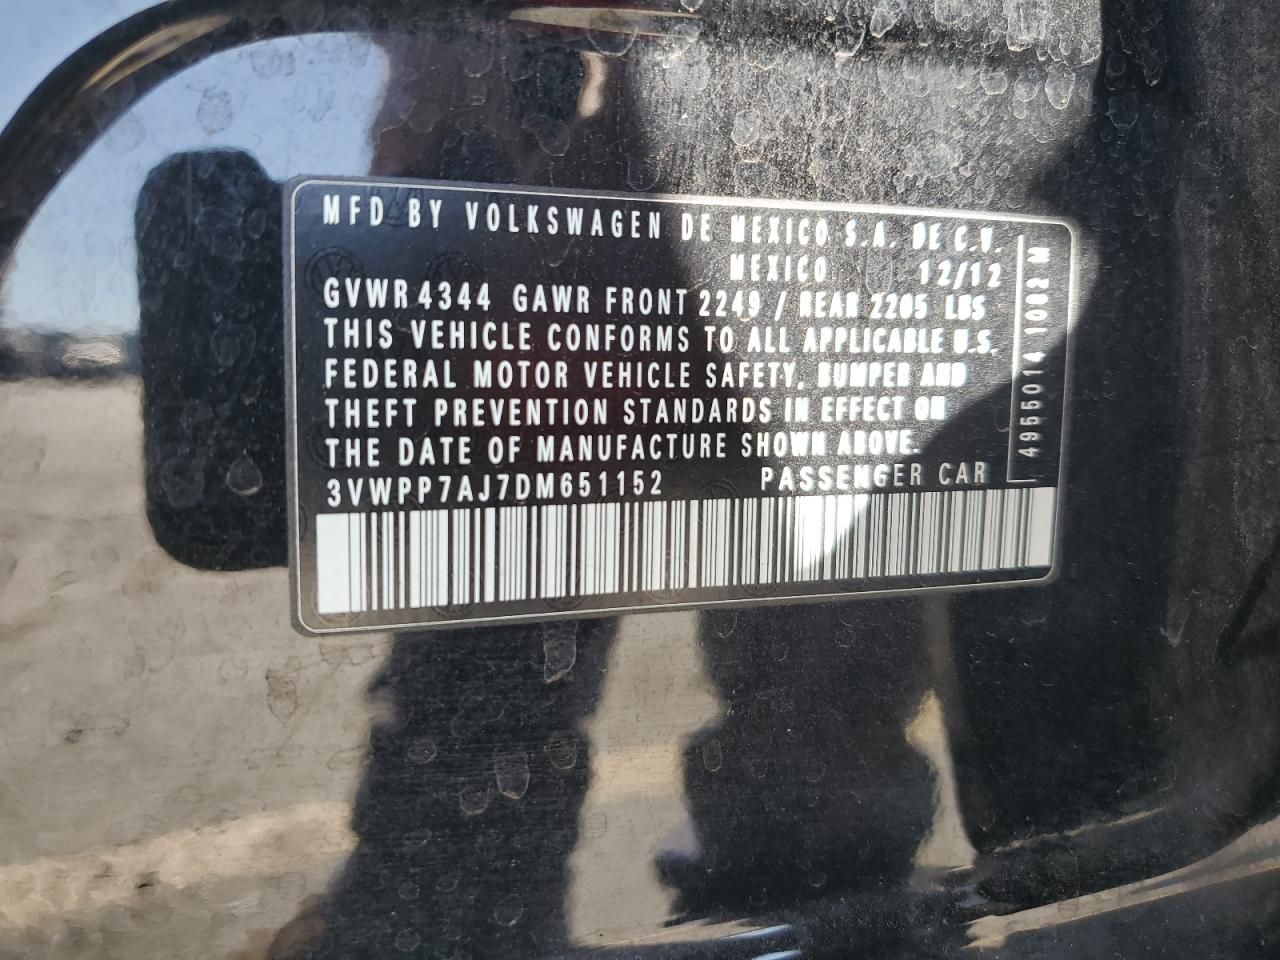 MFD BY VOLKSWAGEN DE MEXICO S.A. DE C.V.
MEXICO 12/12
GVWR 4344 GAWR FRONT 2249 / REAR 2205 LBS
THIS VEHICLE CONFORMS TO ALL APPLICABLE U.S.
FEDERAL MOTOR VEHICLE SAFETY, BUMPER AND
THEFT PREVENTION STANDARDS IN EFFECT ON
THE DATE OF MANUFACTURE SHOWN ABOVE.
3VWPP7AJ7DM651152 PASSENGER CAR
4955014 1082 M